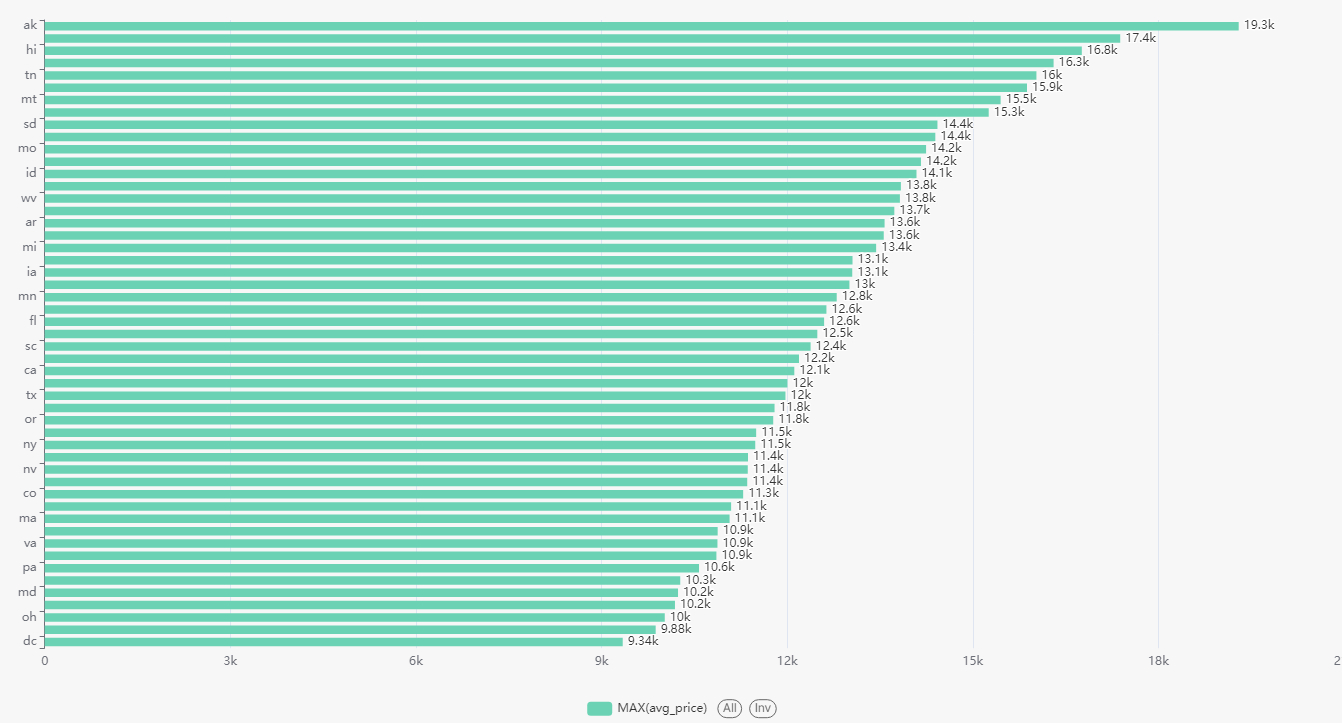 ak 19.3k
17.4k
hi 16.8k
16.3k
tn 16k
15.9k
mt 15.5k
15.3k
sd 14.4k
14.4k
mo 14.2k
14.2k
id 14.1k
13.8k
wv 13.8k
13.7k
ar 13.6k
13.6k
mi 13.4k
13.1k
ia 13.1k
13k
mn 12.8k
12.6k
fl 12.6k
12.5k
sc 12.4k
12.2k
ca 12.1k
12k
tx 12k
11.8k
or 11.8k
11.5k
ny 11.5k
11.4k
nv 11.4k
11.4k
co 11.3k
11.1k
ma 11.1k
10.9k
va 10.9k
10.9k
pa 10.6k
10.3k
md 10.2k
10.2k
oh 10k
9.88k
dc 9.34k
0 3k 6k 9k 12k 15k 18k 2
MAX(avg_price) All Inv